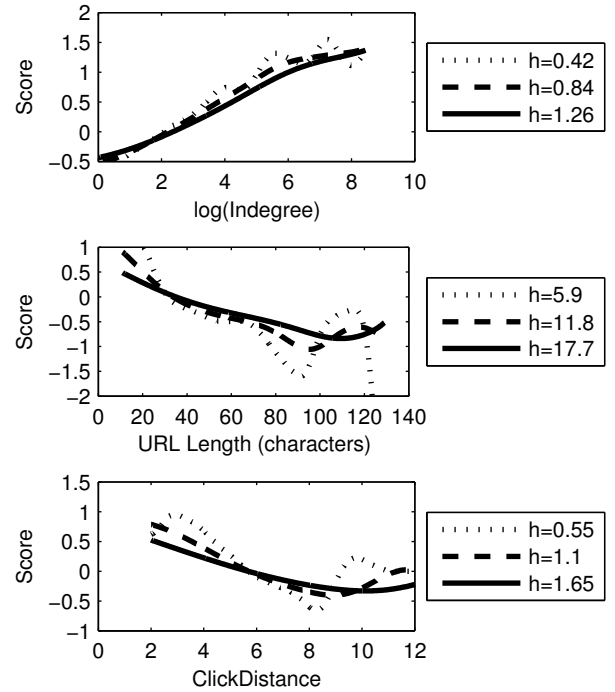 2
1.5
1
0.5
0
−0.5
0 2 4 6 8 10
log(Indegree)
Score
h=0.42
h=0.84
h=1.26
1
0.5
0
−0.5
−1
−1.5
−2
0 20 40 60 80 100 120 140
URL Length (characters)
Score
h=5.9
h=11.8
h=17.7
1.5
1
0.5
0
−0.5
−1
0 2 4 6 8 10 12
ClickDistance
Score
h=0.55
h=1.1
h=1.65